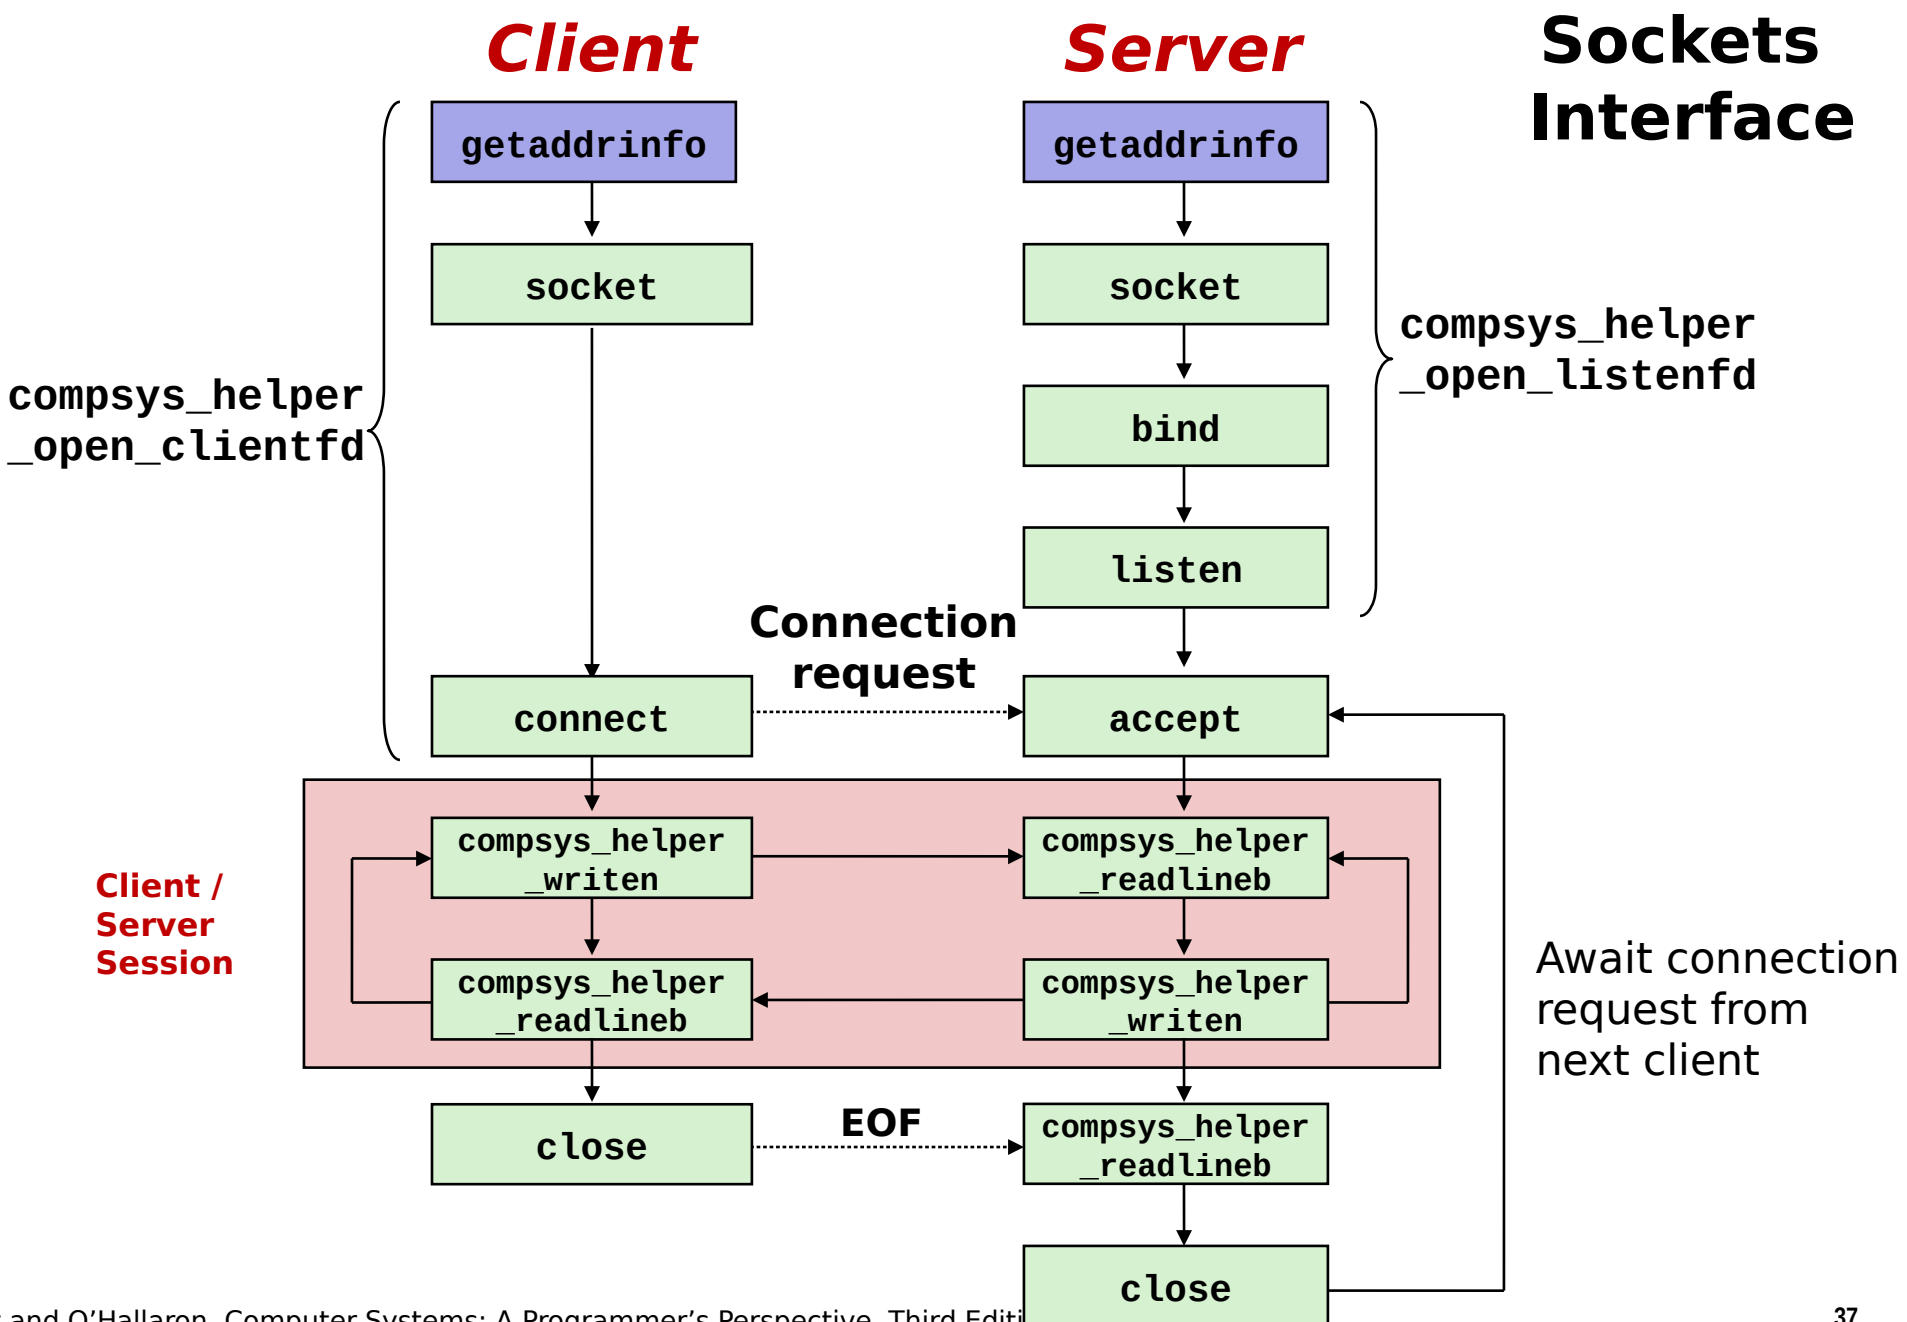 Client
Server
Sockets
Interface
getaddrinfo
getaddrinfo
socket
socket
compsys_helper
_open_listenfd
compsys_helper
_open_clientfd
bind
listen
Connection
request
connect
accept
compsys_helper
_writen
compsys_helper
_readlineb
Client /
Server
Session
compsys_helper
_readlineb
compsys_helper
_writen
Await connection
request from
next client
close
EOF
compsys_helper
_readlineb
close
and O’Hallaron, Computer Systems: A Programmer’s Perspective, Third
37